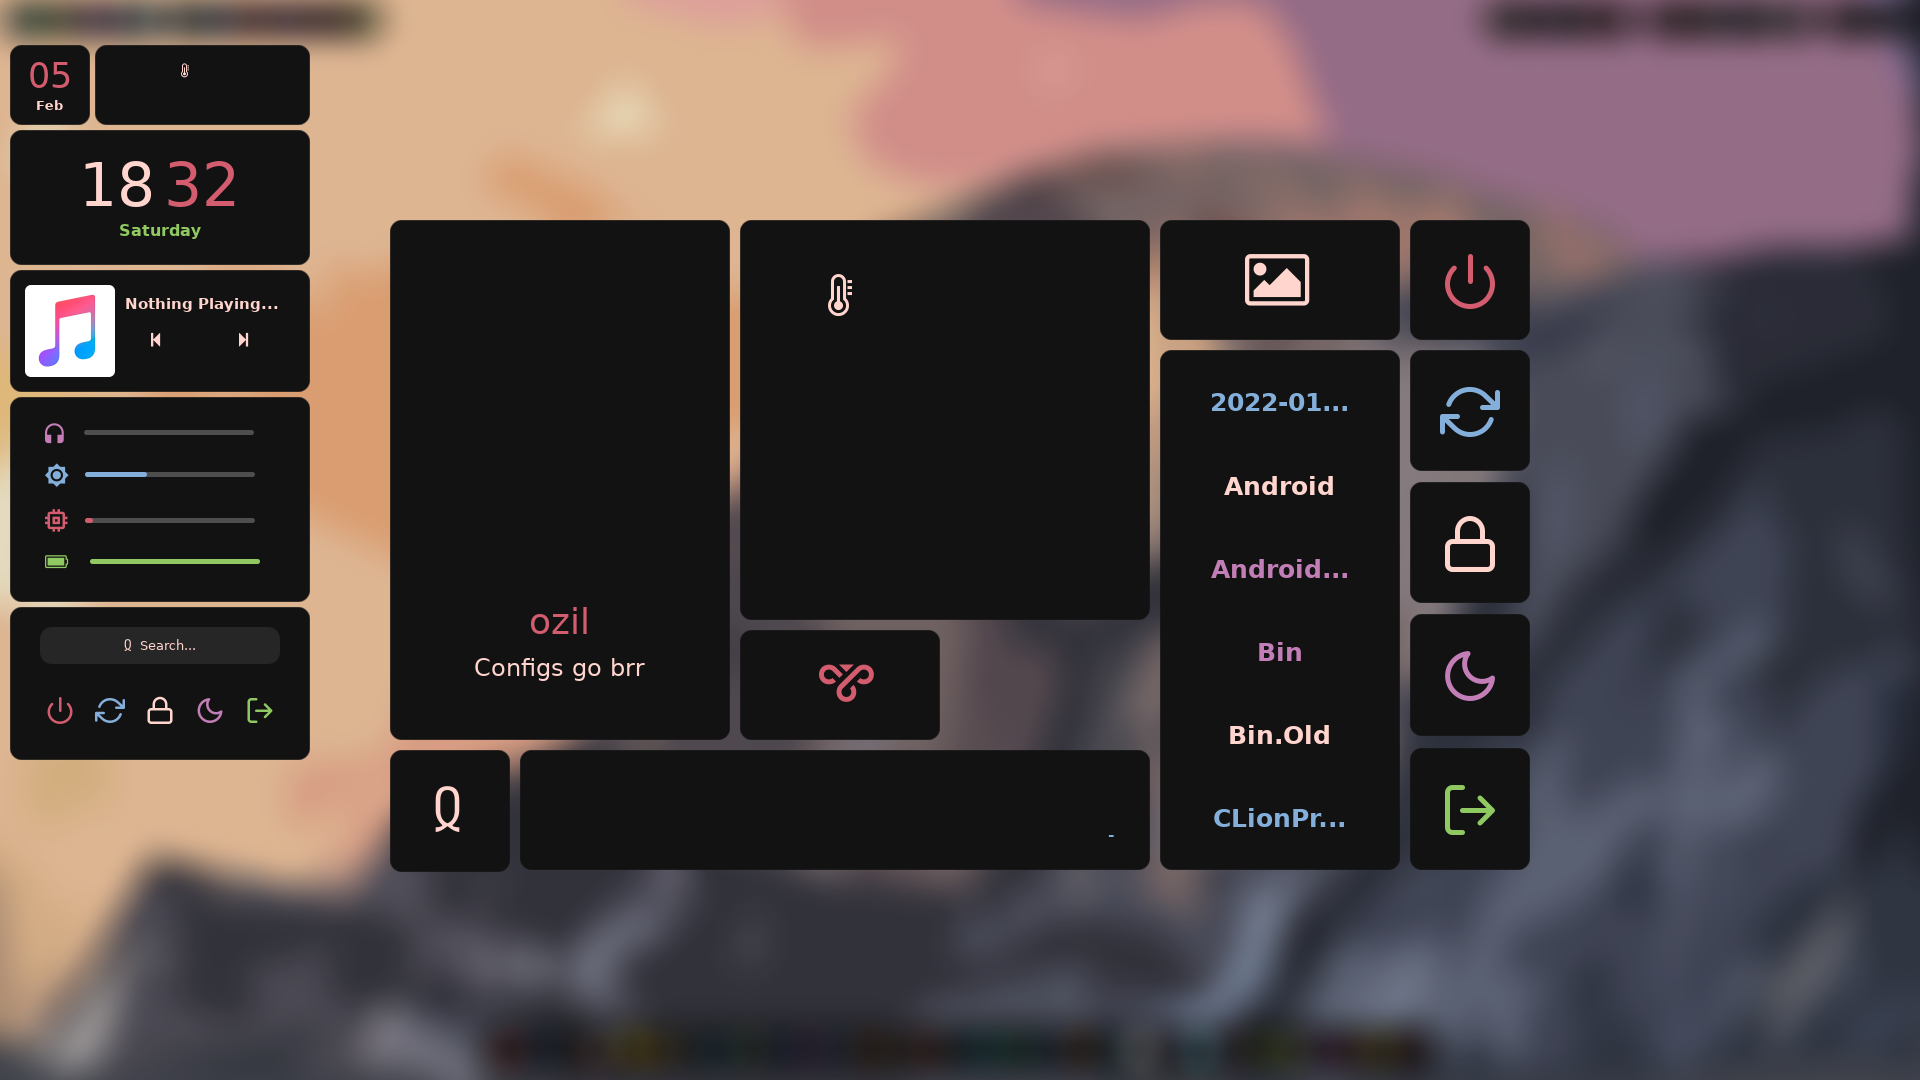 05
Feb
18 32
Saturday
Nothing Playing...
Search...
ozil
Configs go brr
-
2022-01...
Android
Android...
Bin
Bin.Old
CLionPr...